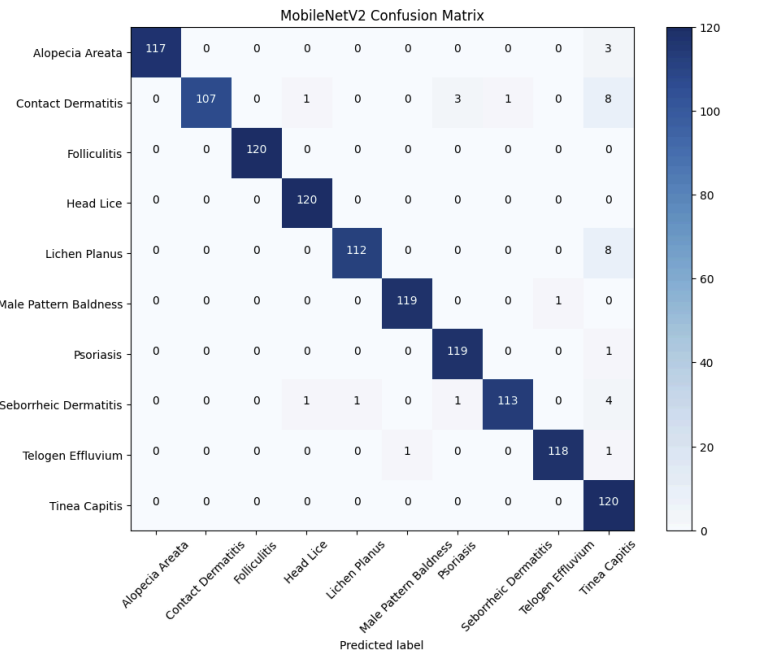 MobileNetV2 Confusion Matrix
Alopecia Areata 117 0 0 0 0 0 0 0 0 3
Contact Dermatitis 0 107 0 1 0 0 3 1 0 8
Folliculitis 0 0 120 0 0 0 0 0 0 0
Head Lice 0 0 0 120 0 0 0 0 0 0
Lichen Planus 0 0 0 0 112 0 0 0 0 8
Male Pattern Baldness 0 0 0 0 0 119 0 0 1 0
Psoriasis 0 0 0 0 0 0 119 0 0 1
Seborrheic Dermatitis 0 0 0 1 1 0 1 113 0 4
Telogen Effluvium 0 0 0 0 0 1 0 0 118 1
Tinea Capitis 0 0 0 0 0 0 0 0 0 120
Alopecia Areata
Contact Dermatitis
Folliculitis
Head Lice
Lichen Planus
Male Pattern Baldness
Psoriasis
Seborrheic Dermatitis
Telogen Effluvium
Tinea Capitis
Predicted label
120
100
80
60
40
20
0